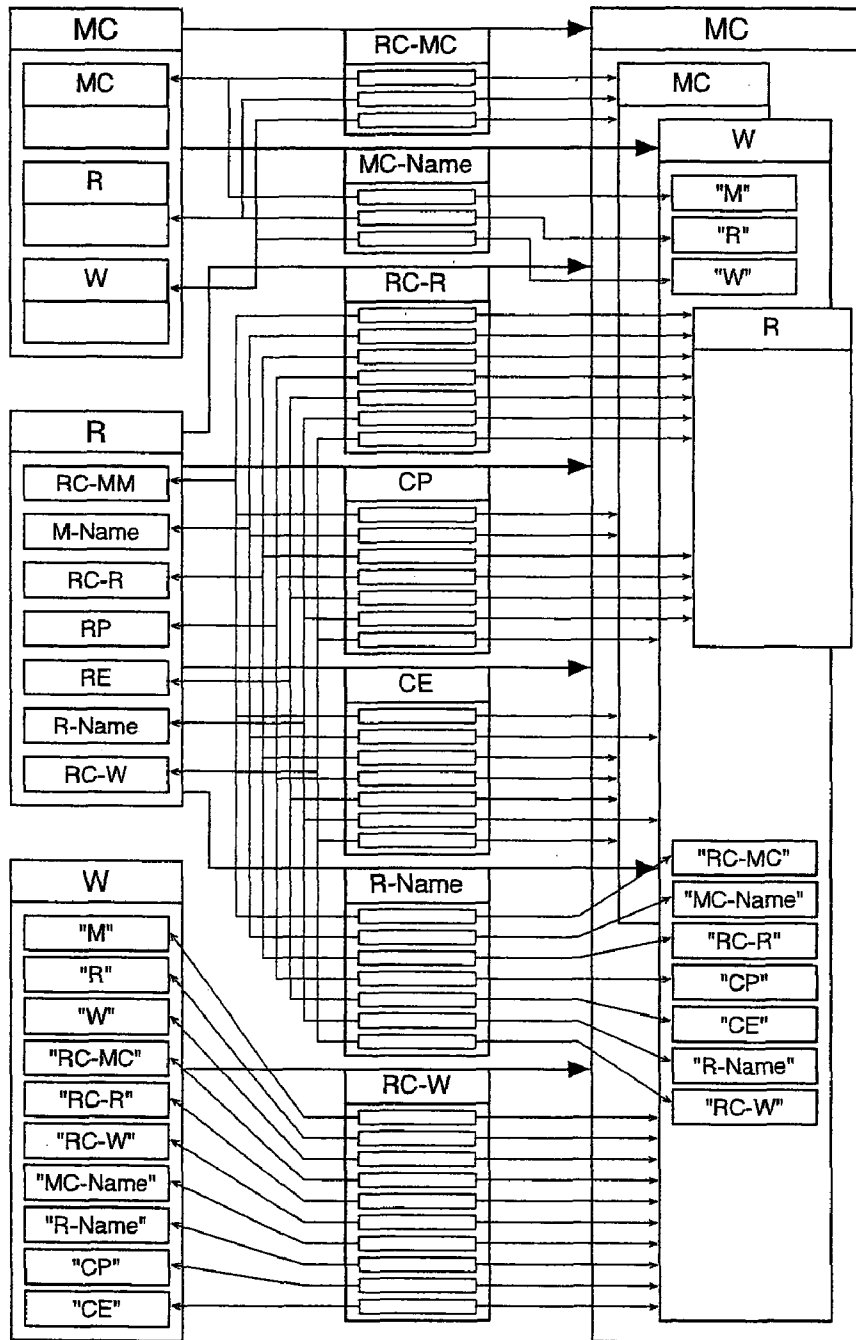 MC
MC
R
W
R
RC-MM
M-Name
RC-R
RP
RE
R-Name
RC-W
W
"M"
"R"
"W"
"RC-MC"
"RC-R"
"RC-W"
"MC-Name"
"R-Name"
"CP"
"CE"
RC-MC
MC-Name
RC-R
CP
CE
R-Name
RC-W
MC
MC
W
"M"
"R"
"W"
R
"RC-MC"
"MC-Name"
"RC-R"
"CP"
"CE"
"R-Name"
"RC-W"